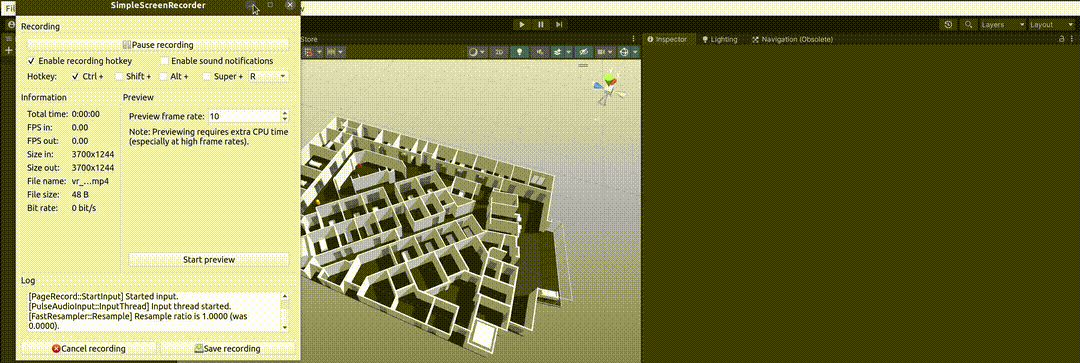 SimpleScreenRecorder
Fil
Recording
Pause recording
Enable recording hotkey
Enable sound notifications
Hotkey:
Ctrl +
Shift +
Alt +
Super +
R
Information
Preview
Total time: 0:00:00
FPS in: 0.00
FPS out: 0.00
Size in: 3700x1244
Size out: 3700x1244
File name: vr_...mp4
File size: 48 B
Bit rate: 0 bit/s
Preview frame rate: 10
Note: Previewing requires extra CPU time
(especially at high frame rates).
Start preview
Log
[PageRecord::StartInput] Started input.
[PulseAudioInput::InputThread] Input thread started.
[FastResampler::Resample] Resample ratio is 1.0000 (was
0.0000).
Cancel recording
Save recording
Store
2D
Layers
Layout
Inspector
Lighting
Navigation (Obsolete)